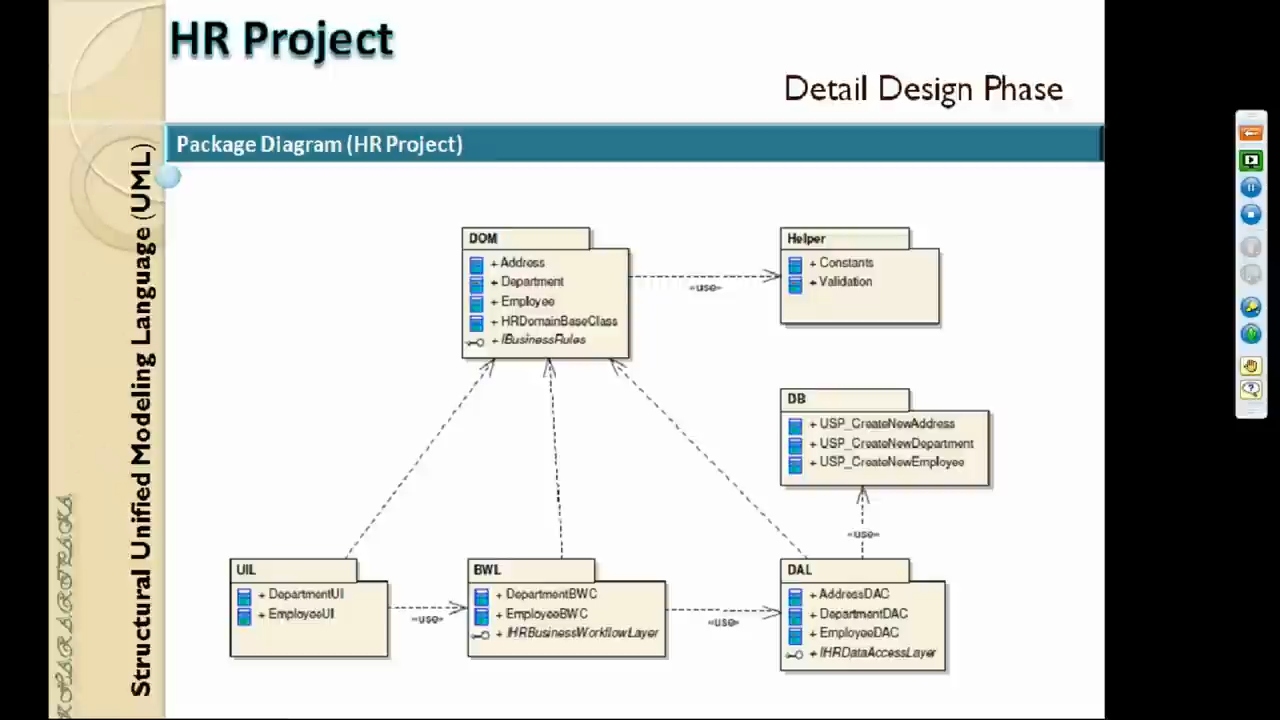 HR Project
Detail Design Phase
Package Diagram (HR Project)
Structural Unified Modeling Language (UML)
DOM
+ Address
+ Department
+ Employee
+ HRDomainBaseClass
+ IBusinessRules
«use»
Helper
+ Constants
+ Validation
DB
+ USP_CreateNewAddress
+ USP_CreateNewDepartment
+ USP_CreateNewEmployee
«use»
UIL
+ DepartmentUI
+ EmployeeUI
«use»
BWL
+ DepartmentBWC
+ EmployeeBWC
+ IHRBusinessWorkflowLayer
«use»
DAL
+ AddressDAC
+ DepartmentDAC
+ EmployeeDAC
+ IHRDataAccessLayer